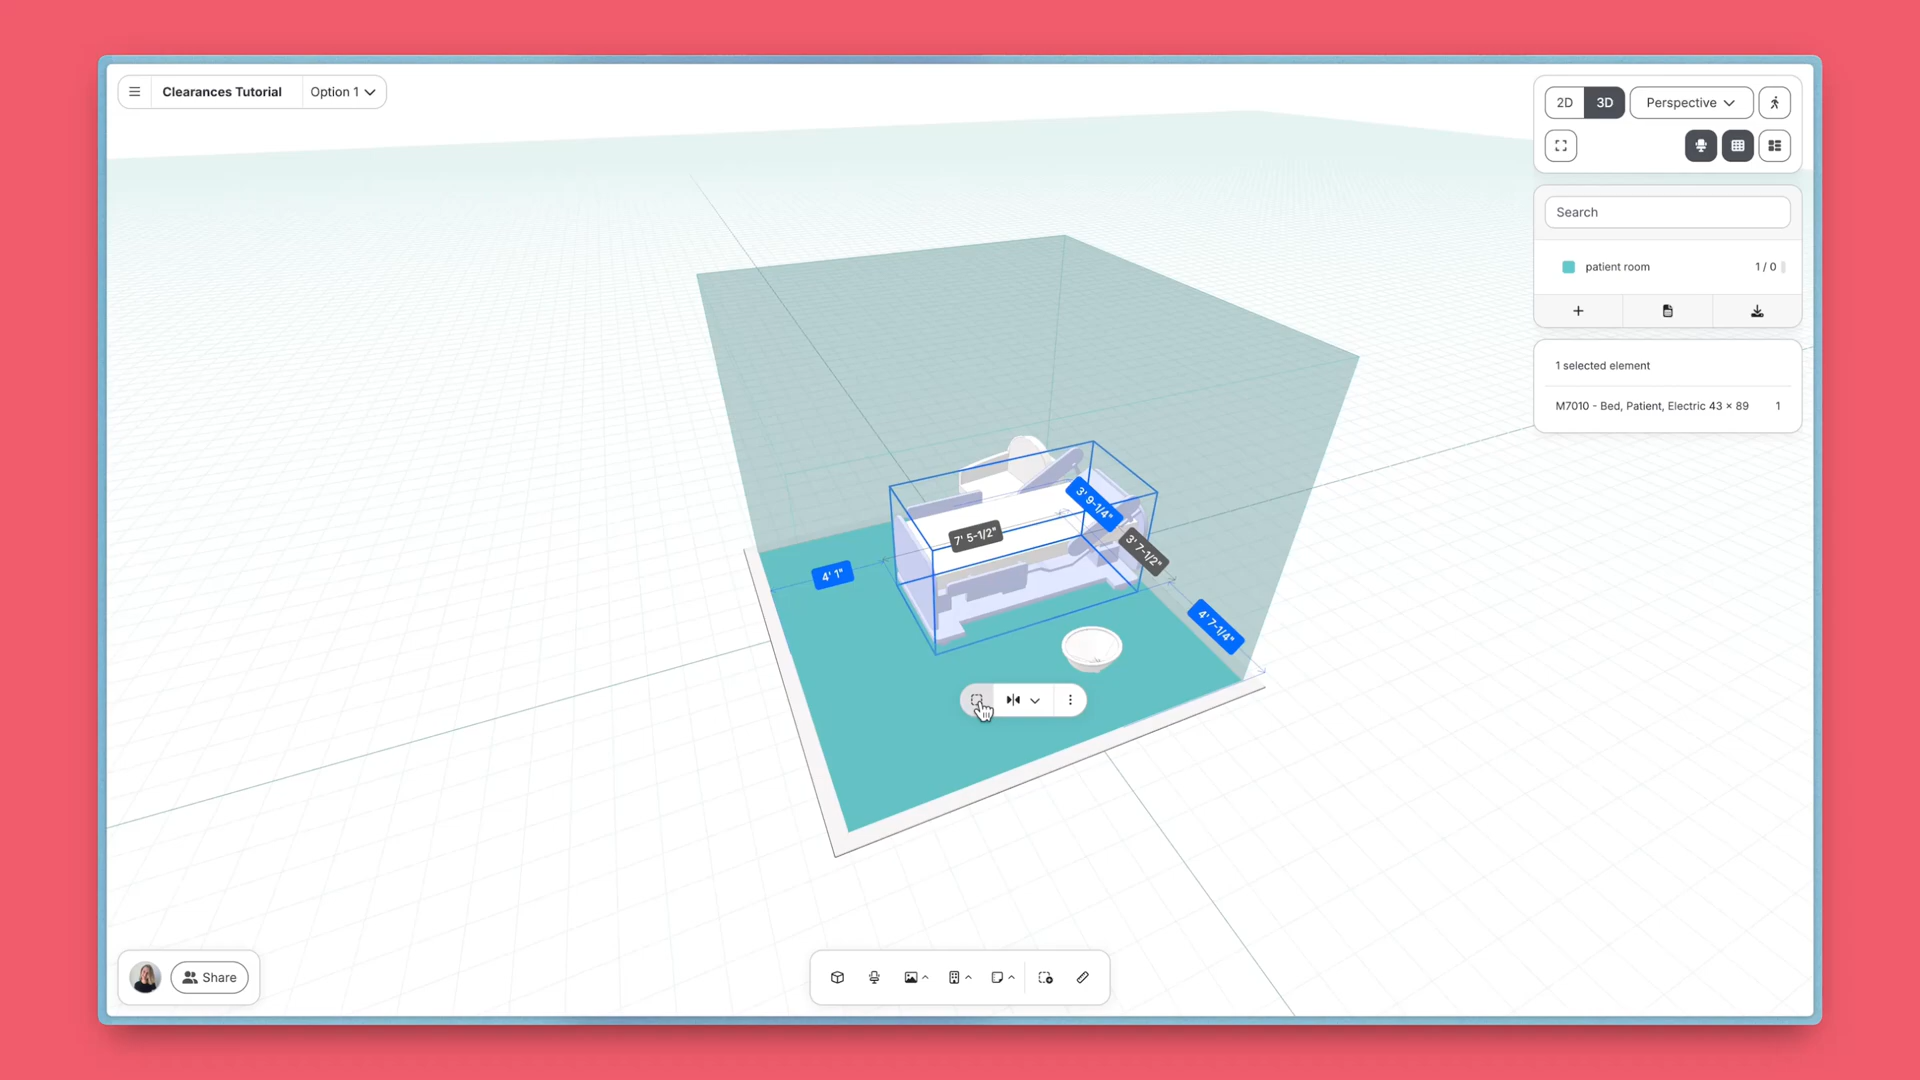 Clearances Tutorial
Option 1
2D
3D
Perspective
Search
patient room
1 / 0
1 selected element
M7010 - Bed, Patient, Electric 43 × 89
1
3' 9-1/4"
7' 5-1/2"
3' 7-1/2"
4' 1"
4' 7-1/4"
Share